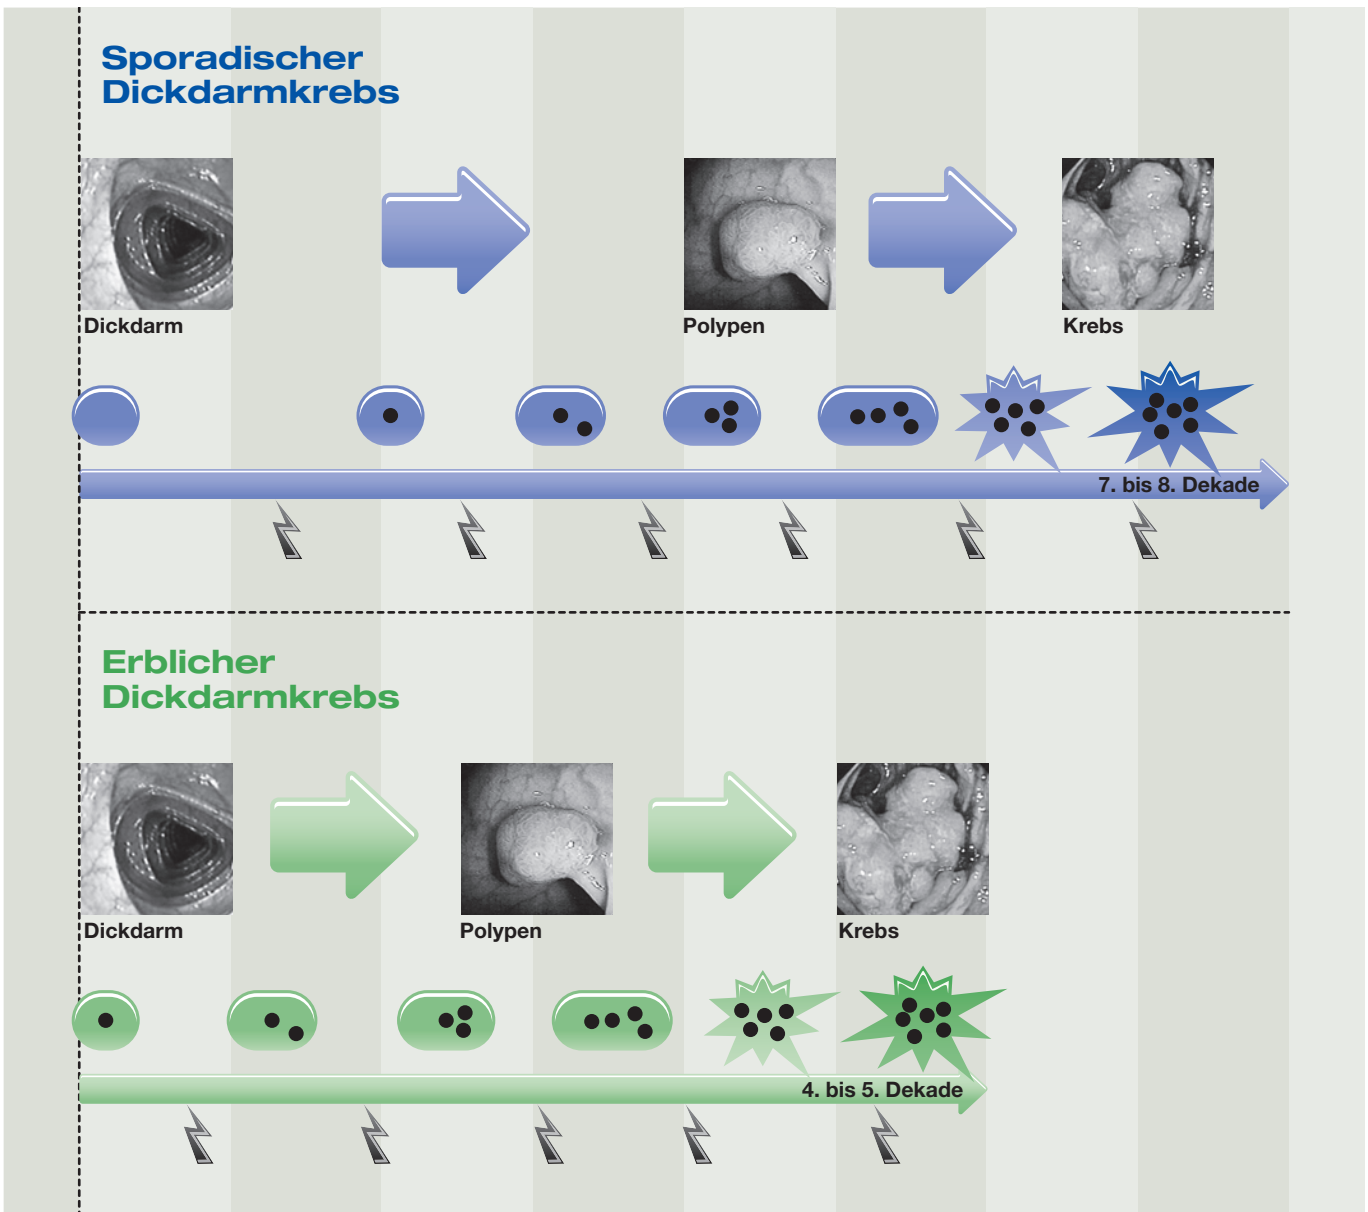 Sporadischer
Dickdarmkrebs
Dickdarm
Polypen
Krebs
7. bis 8. Dekade
Erblicher
Dickdarmkrebs
Dickdarm
Polypen
Krebs
4. bis 5. Dekade